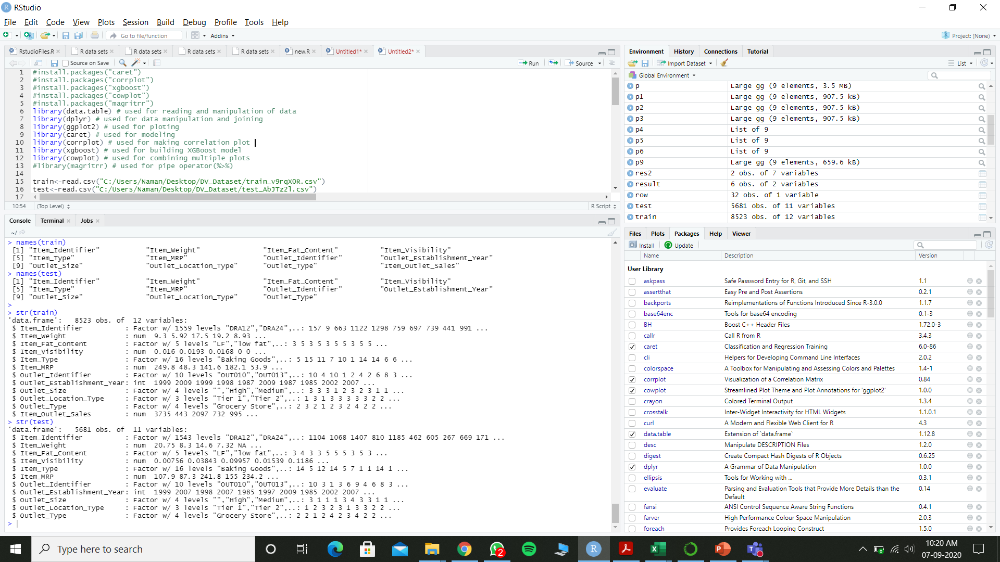 RStudio
File Edit Code View Plots Session Build Debug Profile Tools Help
Go to file/function Addins Project: (None)
RstudioFiles.R R data sets R data sets R data sets R data sets new.R Untitled1* Untitled2*
Source on Save Run Source
1 #install.packages("caret")
2 #install.packages("corrplot")
3 #install.packages("xgboost")
4 #install.packages("cowplot")
5 #install.packages("magritrr")
6 library(data.table) # used for reading and manipulation of data
7 library(dplyr) # used for data manipulation and joining
8 library(ggplot2) # used for ploting
9 library(caret) # used for modeling
10 library(corrplot) # used for making correlation plot
11 library(xgboost) # used for building XGBoost model
12 library(cowplot) # used for combining multiple plots
13 #library(magritrr) # used for pipe operator(%>%)
14
15 train<-read.csv("C:/Users/Naman/Desktop/DV_Dataset/train_v9rqXOR.csv")
16 test<-read.csv("C:/Users/Naman/Desktop/DV_Dataset/test_AbJTz2l.csv")
17
10:54 (Top Level) R Script
Console Terminal Jobs
~/
> names(train)
[1] "Item_Identifier" "Item_Weight" "Item_Fat_Content" "Item_Visibility"
[5] "Item_Type" "Item_MRP" "Outlet_Identifier" "Outlet_Establishment_Year"
[9] "Outlet_Size" "Outlet_Location_Type" "Outlet_Type" "Item_Outlet_Sales"
> names(test)
[1] "Item_Identifier" "Item_Weight" "Item_Fat_Content" "Item_Visibility"
[5] "Item_Type" "Item_MRP" "Outlet_Identifier" "Outlet_Establishment_Year"
[9] "Outlet_Size" "Outlet_Location_Type" "Outlet_Type"
>
> str(train)
'data.frame': 8523 obs. of 12 variables:
$ Item_Identifier : Factor w/ 1559 levels "DRA12","DRA24",..: 157 9 663 1122 1298 759 697 739 441 991 ...
$ Item_Weight : num 9.3 5.92 17.5 19.2 8.93 ...
$ Item_Fat_Content : Factor w/ 5 levels "LF","low fat",..: 3 5 3 5 3 5 5 3 5 5 ...
$ Item_Visibility : num 0.016 0.0193 0.0168 0 0 ...
$ Item_Type : Factor w/ 16 levels "Baking Goods",..: 5 15 11 7 10 1 14 14 6 6 ...
$ Item_MRP : num 249.8 48.3 141.6 182.1 53.9 ...
$ Outlet_Identifier : Factor w/ 10 levels "OUT010","OUT013",..: 10 4 10 1 2 4 2 6 8 3 ...
$ Outlet_Establishment_Year: int 1999 2009 1999 1998 1987 2009 1987 1985 2002 2007 ...
$ Outlet_Size : Factor w/ 4 levels "","High","Medium",..: 3 3 3 1 2 3 2 3 1 1 ...
$ Outlet_Location_Type : Factor w/ 3 levels "Tier 1","Tier 2",..: 1 3 1 3 3 3 3 3 2 2 ...
$ Outlet_Type : Factor w/ 4 levels "Grocery Store",..: 2 3 2 1 2 3 2 4 2 2 ...
$ Item_Outlet_Sales : num 3735 443 2097 732 995 ...
> str(test)
'data.frame': 5681 obs. of 11 variables:
$ Item_Identifier : Factor w/ 1543 levels "DRA12","DRA24",..: 1104 1068 1407 810 1185 462 605 267 669 171 ...
$ Item_Weight : num 20.75 8.3 14.6 7.32 NA ...
$ Item_Fat_Content : Factor w/ 5 levels "LF","low fat",..: 3 4 3 3 5 5 5 3 5 3 ...
$ Item_Visibility : num 0.00756 0.03843 0.09957 0.01539 0.1186 ...
$ Item_Type : Factor w/ 16 levels "Baking Goods",..: 14 5 12 14 5 7 1 1 14 1 ...
$ Item_MRP : num 107.9 87.3 241.8 155 234.2 ...
$ Outlet_Identifier : Factor w/ 10 levels "OUT010","OUT013",..: 10 3 1 3 6 9 4 6 8 3 ...
$ Outlet_Establishment_Year: int 1999 2007 1998 2007 1985 1997 2009 1985 2002 2007 ...
$ Outlet_Size : Factor w/ 4 levels "","High","Medium",..: 3 1 1 1 3 4 3 3 1 1 ...
$ Outlet_Location_Type : Factor w/ 3 levels "Tier 1","Tier 2",..: 1 2 3 2 3 1 3 3 2 2 ...
$ Outlet_Type : Factor w/ 4 levels "Grocery Store",..: 2 2 1 2 4 2 3 4 2 2 ...
>
Environment History Connections Tutorial
Import Dataset List
Global Environment
p Large gg (9 elements, 3.5 MB)
p1 Large gg (9 elements, 907.5 kB)
p2 Large gg (9 elements, 907.5 kB)
p3 Large gg (9 elements, 907.5 kB)
p4 List of 9
p5 List of 9
p6 List of 9
p9 Large gg (9 elements, 659.6 kB)
res2 2 obs. of 7 variables
result 6 obs. of 2 variables
row 32 obs. of 1 variable
test 5681 obs. of 11 variables
train 8523 obs. of 12 variables
Files Plots Packages Help Viewer
Install Update
Name Description Version
User Library
askpass Safe Password Entry for R, Git, and SSH 1.1
assertthat Easy Pre and Post Assertions 0.2.1
backports Reimplementations of Functions Introduced Since R-3.0.0 1.1.7
base64enc Tools for base64 encoding 0.1-3
BH Boost C++ Header Files 1.72.0-3
callr Call R from R 3.4.3
caret Classification and Regression Training 6.0-86
cli Helpers for Developing Command Line Interfaces 2.0.2
colorspace A Toolbox for Manipulating and Assessing Colors and Palettes 1.4-1
corrplot Visualization of a Correlation Matrix 0.84
cowplot Streamlined Plot Theme and Plot Annotations for 'ggplot2' 1.0.0
crayon Colored Terminal Output 1.3.4
crosstalk Inter-Widget Interactivity for HTML Widgets 1.1.0.1
curl A Modern and Flexible Web Client for R 4.3
data.table Extension of `data.frame` 1.12.8
desc Manipulate DESCRIPTION Files 1.2.0
digest Create Compact Hash Digests of R Objects 0.6.25
dplyr A Grammar of Data Manipulation 1.0.0
ellipsis Tools for Working with ... 0.3.1
evaluate Parsing and Evaluation Tools that Provide More Details than the 0.14
Default
fansi ANSI Control Sequence Aware String Functions 0.4.1
farver High Performance Colour Space Manipulation 2.0.3
foreach Provides Foreach Looping Construct 1.5.0
Type here to search
2
10:20 AM
07-09-2020